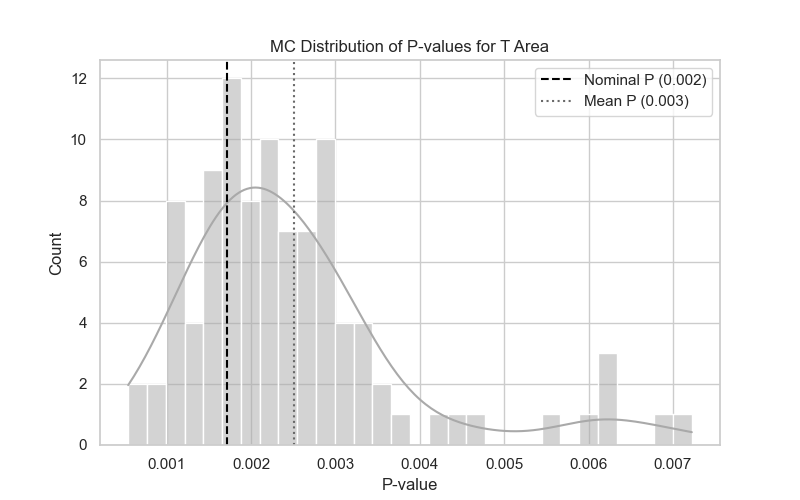 MC Distribution of P-values for T Area
Nominal P (0.002)
Mean P (0.003)
Count
12
10
8
6
4
2
0
0.001 0.002 0.003 0.004 0.005 0.006 0.007
P-value